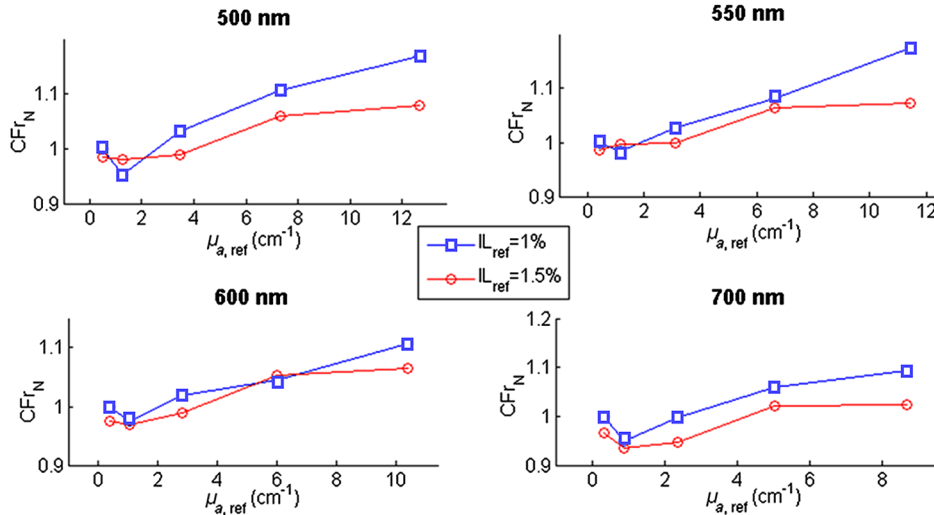 500 nm
CFr_N
1.1
1
0.9
0 2 4 6 8 10 12
μ_a, ref (cm^-1)
550 nm
CFr_N
1.2
1.1
1
0.9
0 2 4 6 8 10 12
μ_a, ref (cm^-1)
IL_ref=1%
IL_ref=1.5%
600 nm
CFr_N
1.1
1
0.9
0 2 4 6 8 10
μ_a, ref (cm^-1)
700 nm
CFr_N
1.2
1.1
1
0.9
0 2 4 6 8
μ_a, ref (cm^-1)